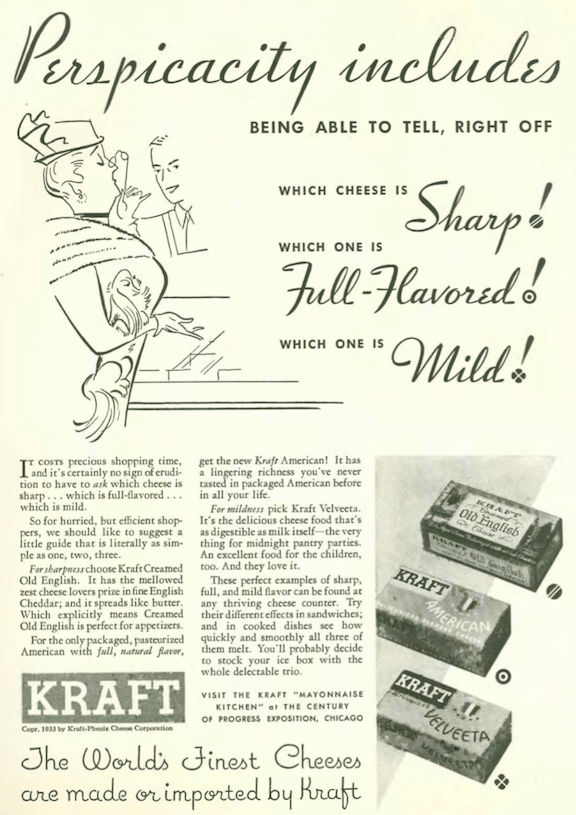 Perspicacity includes
BEING ABLE TO TELL, RIGHT OFF
WHICH CHEESE IS Sharp!
WHICH ONE IS
Full-Flavored!
WHICH ONE IS Mild!
IT COSTS precious shopping time,
and it's certainly no sign of erudi-
tion to have to ask which cheese is
sharp . . . which is full-flavored . . .
which is mild.
So for hurried, but efficient shop-
pers, we should like to suggest a
little guide that is literally as sim-
ple as one, two, three.
For sharpness choose Kraft Creamed
Old English. It has the mellowed
zest cheese lovers prize in fine English
Cheddar; and it spreads like butter.
Which explicitly means Creamed
Old English is perfect for appetizers.
For the only packaged, pasteurized
American with full, natural flavor,
get the new Kraft American! It has
a lingering richness you've never
tasted in packaged American before
in all your life.
For mildness pick Kraft Velveeta.
It's the delicious cheese food that's
as digestible as milk itself—the very
thing for midnight pantry parties.
An excellent food for the children,
too. And they love it.
These perfect examples of sharp,
full, and mild flavor can be found at
any thriving cheese counter. Try
their different effects in sandwiches;
and in cooked dishes see how
quickly and smoothly all three of
them melt. You'll probably decide
to stock your ice box with the
whole delectable trio.
KRAFT
Copr. 1933 by Kraft-Phenix Cheese Corporation
VISIT THE KRAFT "MAYONNAISE
KITCHEN" at THE CENTURY
OF PROGRESS EXPOSITION, CHICAGO
KRAFT
Old English
KRAFT
Old English
KRAFT
AMERICAN
KRAFT
VELVEETA
VELVEETA
The World's Finest Cheeses
are made or imported by Kraft